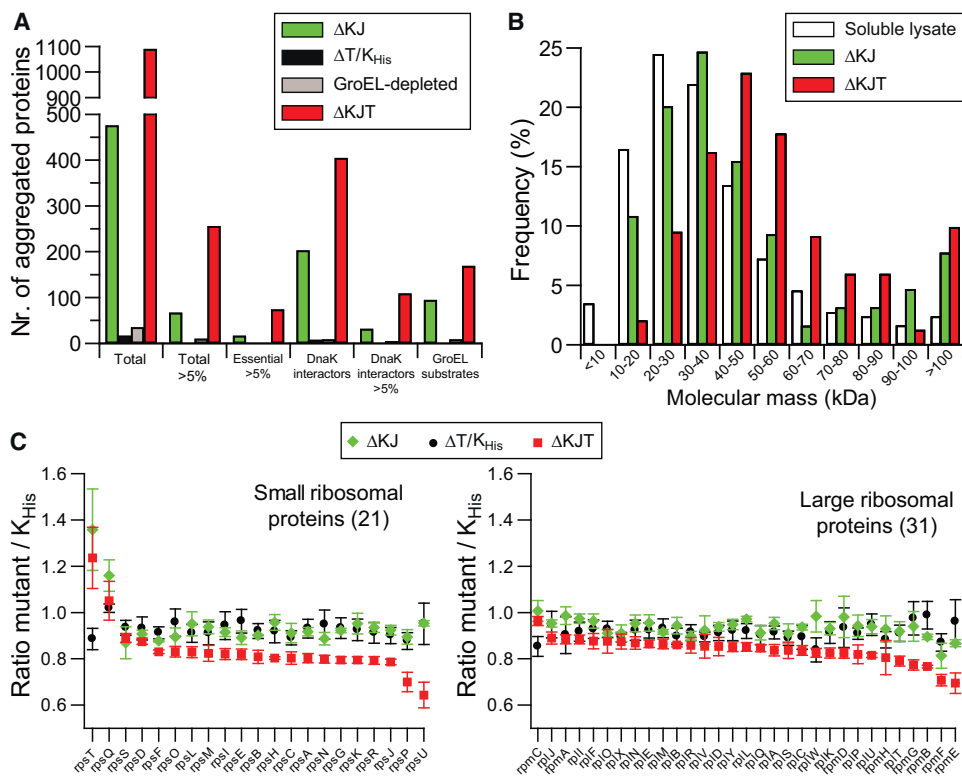 A
Nr. of aggregated proteins
1100
1000
900
500
400
300
200
100
0
ΔKJ
ΔT/KHis
GroEL-depleted
ΔKJT
Total
Total >5%
Essential >5%
DnaK interactors
DnaK interactors >5%
GroEL substrates
B
Frequency (%)
25
20
15
10
5
0
Soluble lysate
ΔKJ
ΔKJT
<10
10-20
20-30
30-40
40-50
50-60
60-70
70-80
80-90
90-100
>100
Molecular mass (kDa)
C
ΔKJ
ΔT/KHis
ΔKJT
Ratio mutant / KHis
1.6
1.4
1.2
1.0
0.8
0.6
Small ribosomal
proteins (21)
rpsT
rpsQ
rpsS
rpsD
rpsF
rpsO
rpsL
rpsM
rpsI
rpsE
rpsB
rpsH
rpsC
rpsA
rpsN
rpsG
rpsK
rpsR
rpsJ
rpsP
rpsU
Ratio mutant / KHis
1.6
1.4
1.2
1.0
0.8
0.6
Large ribosomal
proteins (31)
rpmC
rplJ
rpmA
rplI
rplF
rplO
rplX
rplN
rplE
rplM
rplB
rplR
rplV
rplD
rplY
rplL
rplQ
rplA
rplS
rplC
rplW
rplK
rpmD
rplP
rplU
rpmH
rplT
rpmG
rpmB
rpmF
rpmE